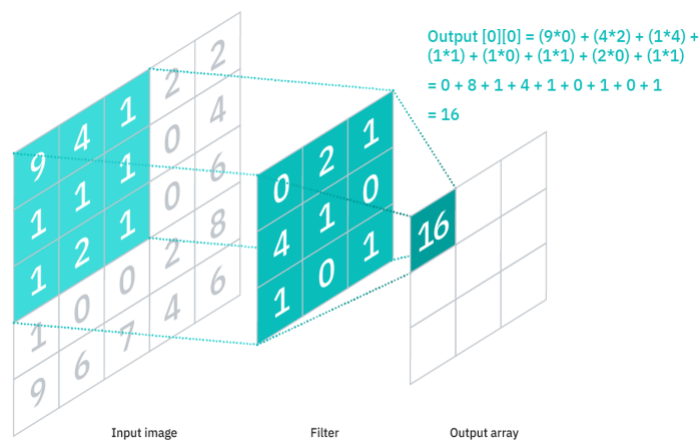 Output [0][0] = (9*0) + (4*2) + (1*4) +
(1*1) + (1*0) + (1*1) + (2*0) + (1*1)
= 0 + 8 + 1 + 4 + 1 + 0 + 1 + 0 + 1
= 16
9 4 1 2 2
1 1 1 0 4
1 2 1 0 6
1 0 0 2 8
9 6 7 4 6
0 2 1
4 1 0
1 0 1
16
Input image
Filter
Output array